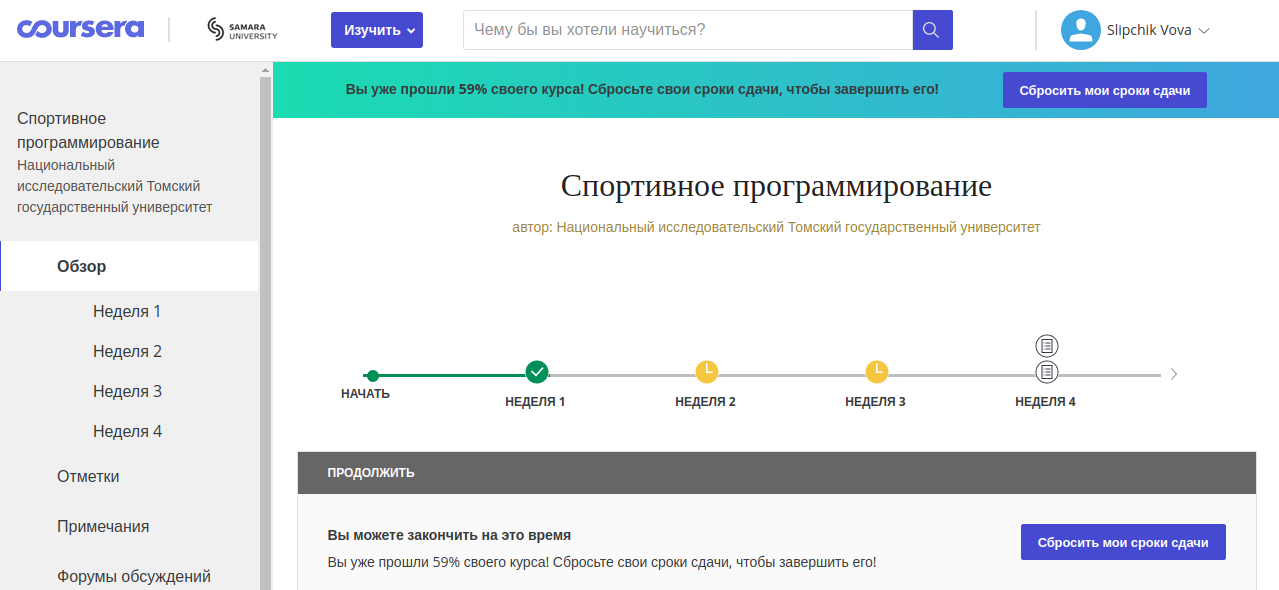 coursera
SAMARA
UNIVERSITY
Изучить
Чему бы вы хотели научиться?
Slipchik Vova
Вы уже прошли 59% своего курса! Сбросьте свои сроки сдачи, чтобы завершить его!
Сбросить мои сроки сдачи
Спортивное
программирование
Национальный
исследовательский Томский
государственный университет
Обзор
Неделя 1
Неделя 2
Неделя 3
Неделя 4
Отметки
Примечания
Форумы обсуждений
Спортивное программирование
автор: Национальный исследовательский Томский государственный университет
НАЧАТЬ
НЕДЕЛЯ 1
НЕДЕЛЯ 2
НЕДЕЛЯ 3
НЕДЕЛЯ 4
ПРОДОЛЖИТЬ
Вы можете закончить на это время
Вы уже прошли 59% своего курса! Сбросьте свои сроки сдачи, чтобы завершить его!
Сбросить мои сроки сдачи